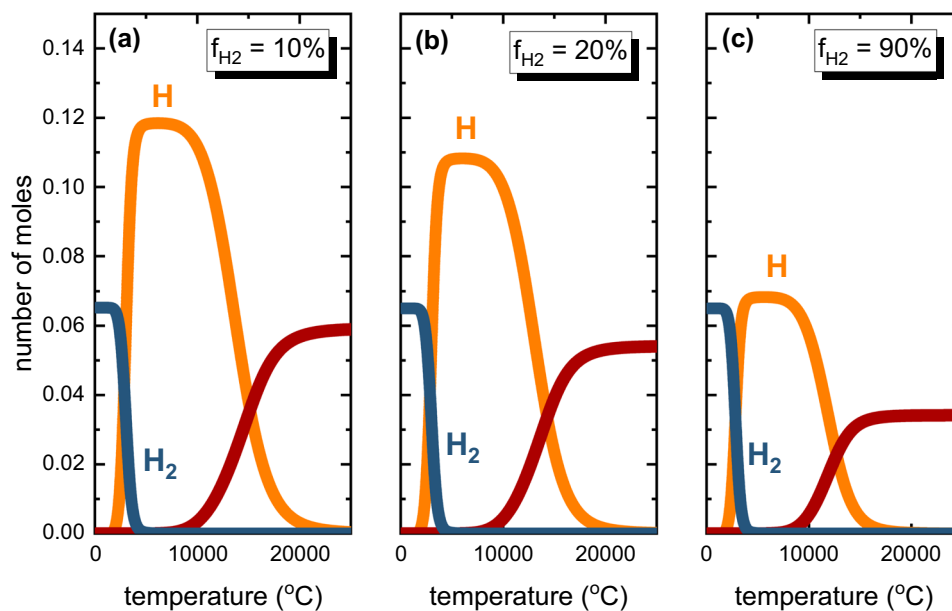 (a)
f_H2 = 10%
(b)
f_H2 = 20%
(c)
f_H2 = 90%
0.14
0.12
0.10
0.08
0.06
0.04
0.02
0.00
number of moles
H
H
H
H₂
H₂
H₂
0 10000 20000
0 10000 20000
0 10000 20000
temperature (°C)
temperature (°C)
temperature (°C)